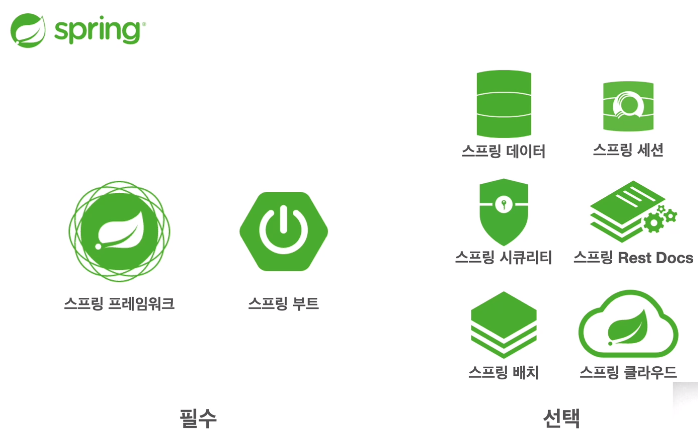 spring
스프링 데이터
스프링 세션
스프링 시큐리티
스프링 Rest Docs
스프링 프레임워크
스프링 부트
스프링 배치
스프링 클라우드
필수
선택